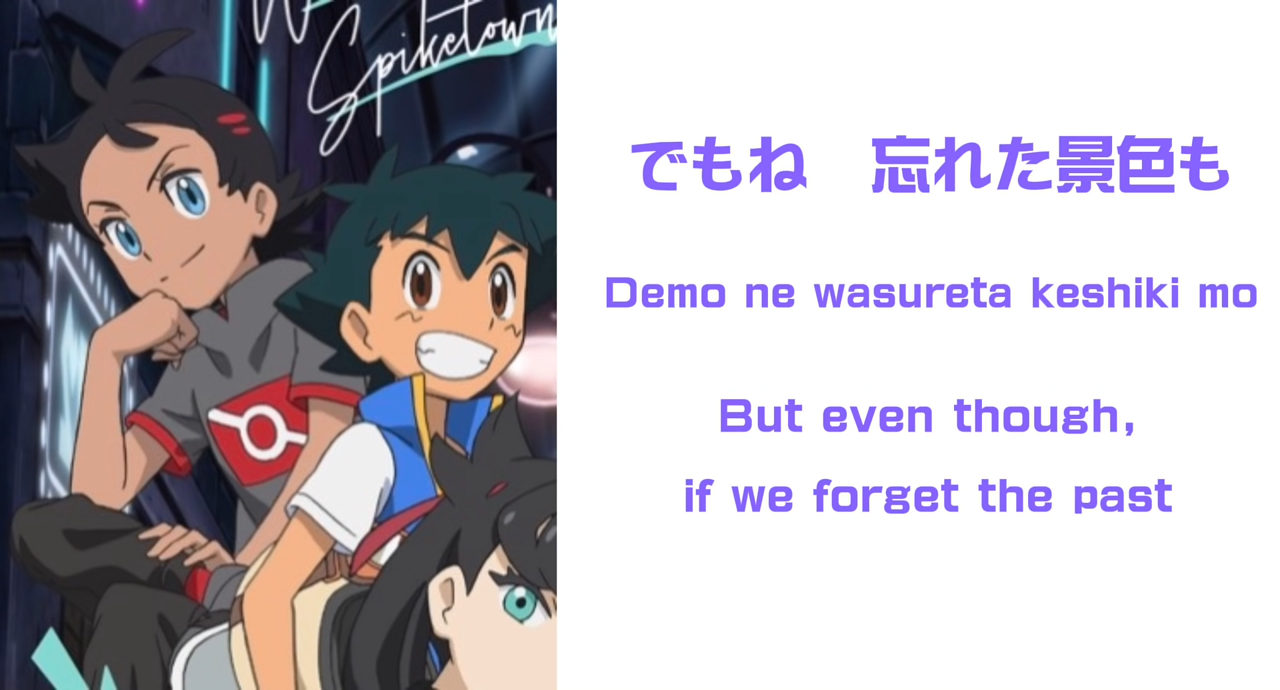 Spiketown
でもね　忘れた景色も
Demo ne wasureta keshiki mo
But even though,
if we forget the past